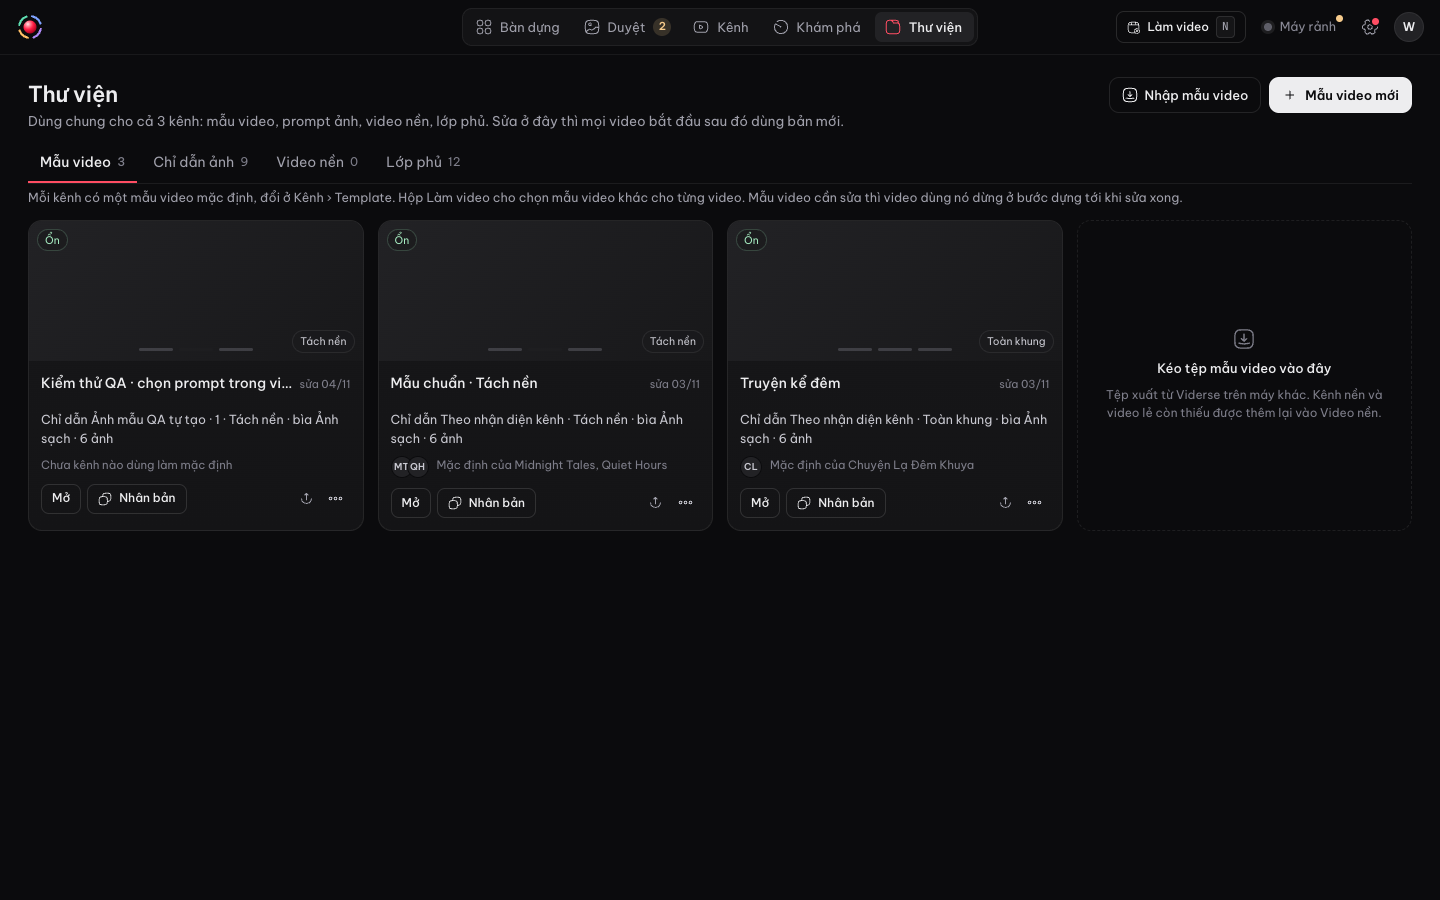 Bàn dựng
Duyệt 2
Kênh
Khám phá
Thư viện
Làm video N
Máy rảnh
W
Thư viện
Dùng chung cho cả 3 kênh: mẫu video, prompt ảnh, video nền, lớp phủ. Sửa ở đây thì mọi video bắt đầu sau đó dùng bản mới.
Nhập mẫu video
Mẫu video mới
Mẫu video 3
Chỉ dẫn ảnh 9
Video nền 0
Lớp phủ 12
Mỗi kênh có một mẫu video mặc định, đổi ở Kênh › Template. Hộp Làm video cho chọn mẫu video khác cho từng video. Mẫu video cần sửa thì video dùng nó dừng ở bước dựng tới khi sửa xong.
Ổn
Tách nền
Kiểm thử QA · chọn prompt trong vi... sửa 04/11
Chỉ dẫn Ảnh mẫu QA tự tạo · 1 · Tách nền · bìa Ảnh
sạch · 6 ảnh
Chưa kênh nào dùng làm mặc định
Mở
Nhân bản
Ổn
Tách nền
Mẫu chuẩn · Tách nền sửa 03/11
Chỉ dẫn Theo nhận diện kênh · Tách nền · bìa Ảnh
sạch · 6 ảnh
MT QH Mặc định của Midnight Tales, Quiet Hours
Mở
Nhân bản
Ổn
Toàn khung
Truyện kể đêm sửa 03/11
Chỉ dẫn Theo nhận diện kênh · Toàn khung · bìa Ảnh
sạch · 6 ảnh
CL Mặc định của Chuyện Lạ Đêm Khuya
Mở
Nhân bản
Kéo tệp mẫu video vào đây
Tệp xuất từ Viderse trên máy khác. Kênh nền và
video lẻ còn thiếu được thêm lại vào Video nền.